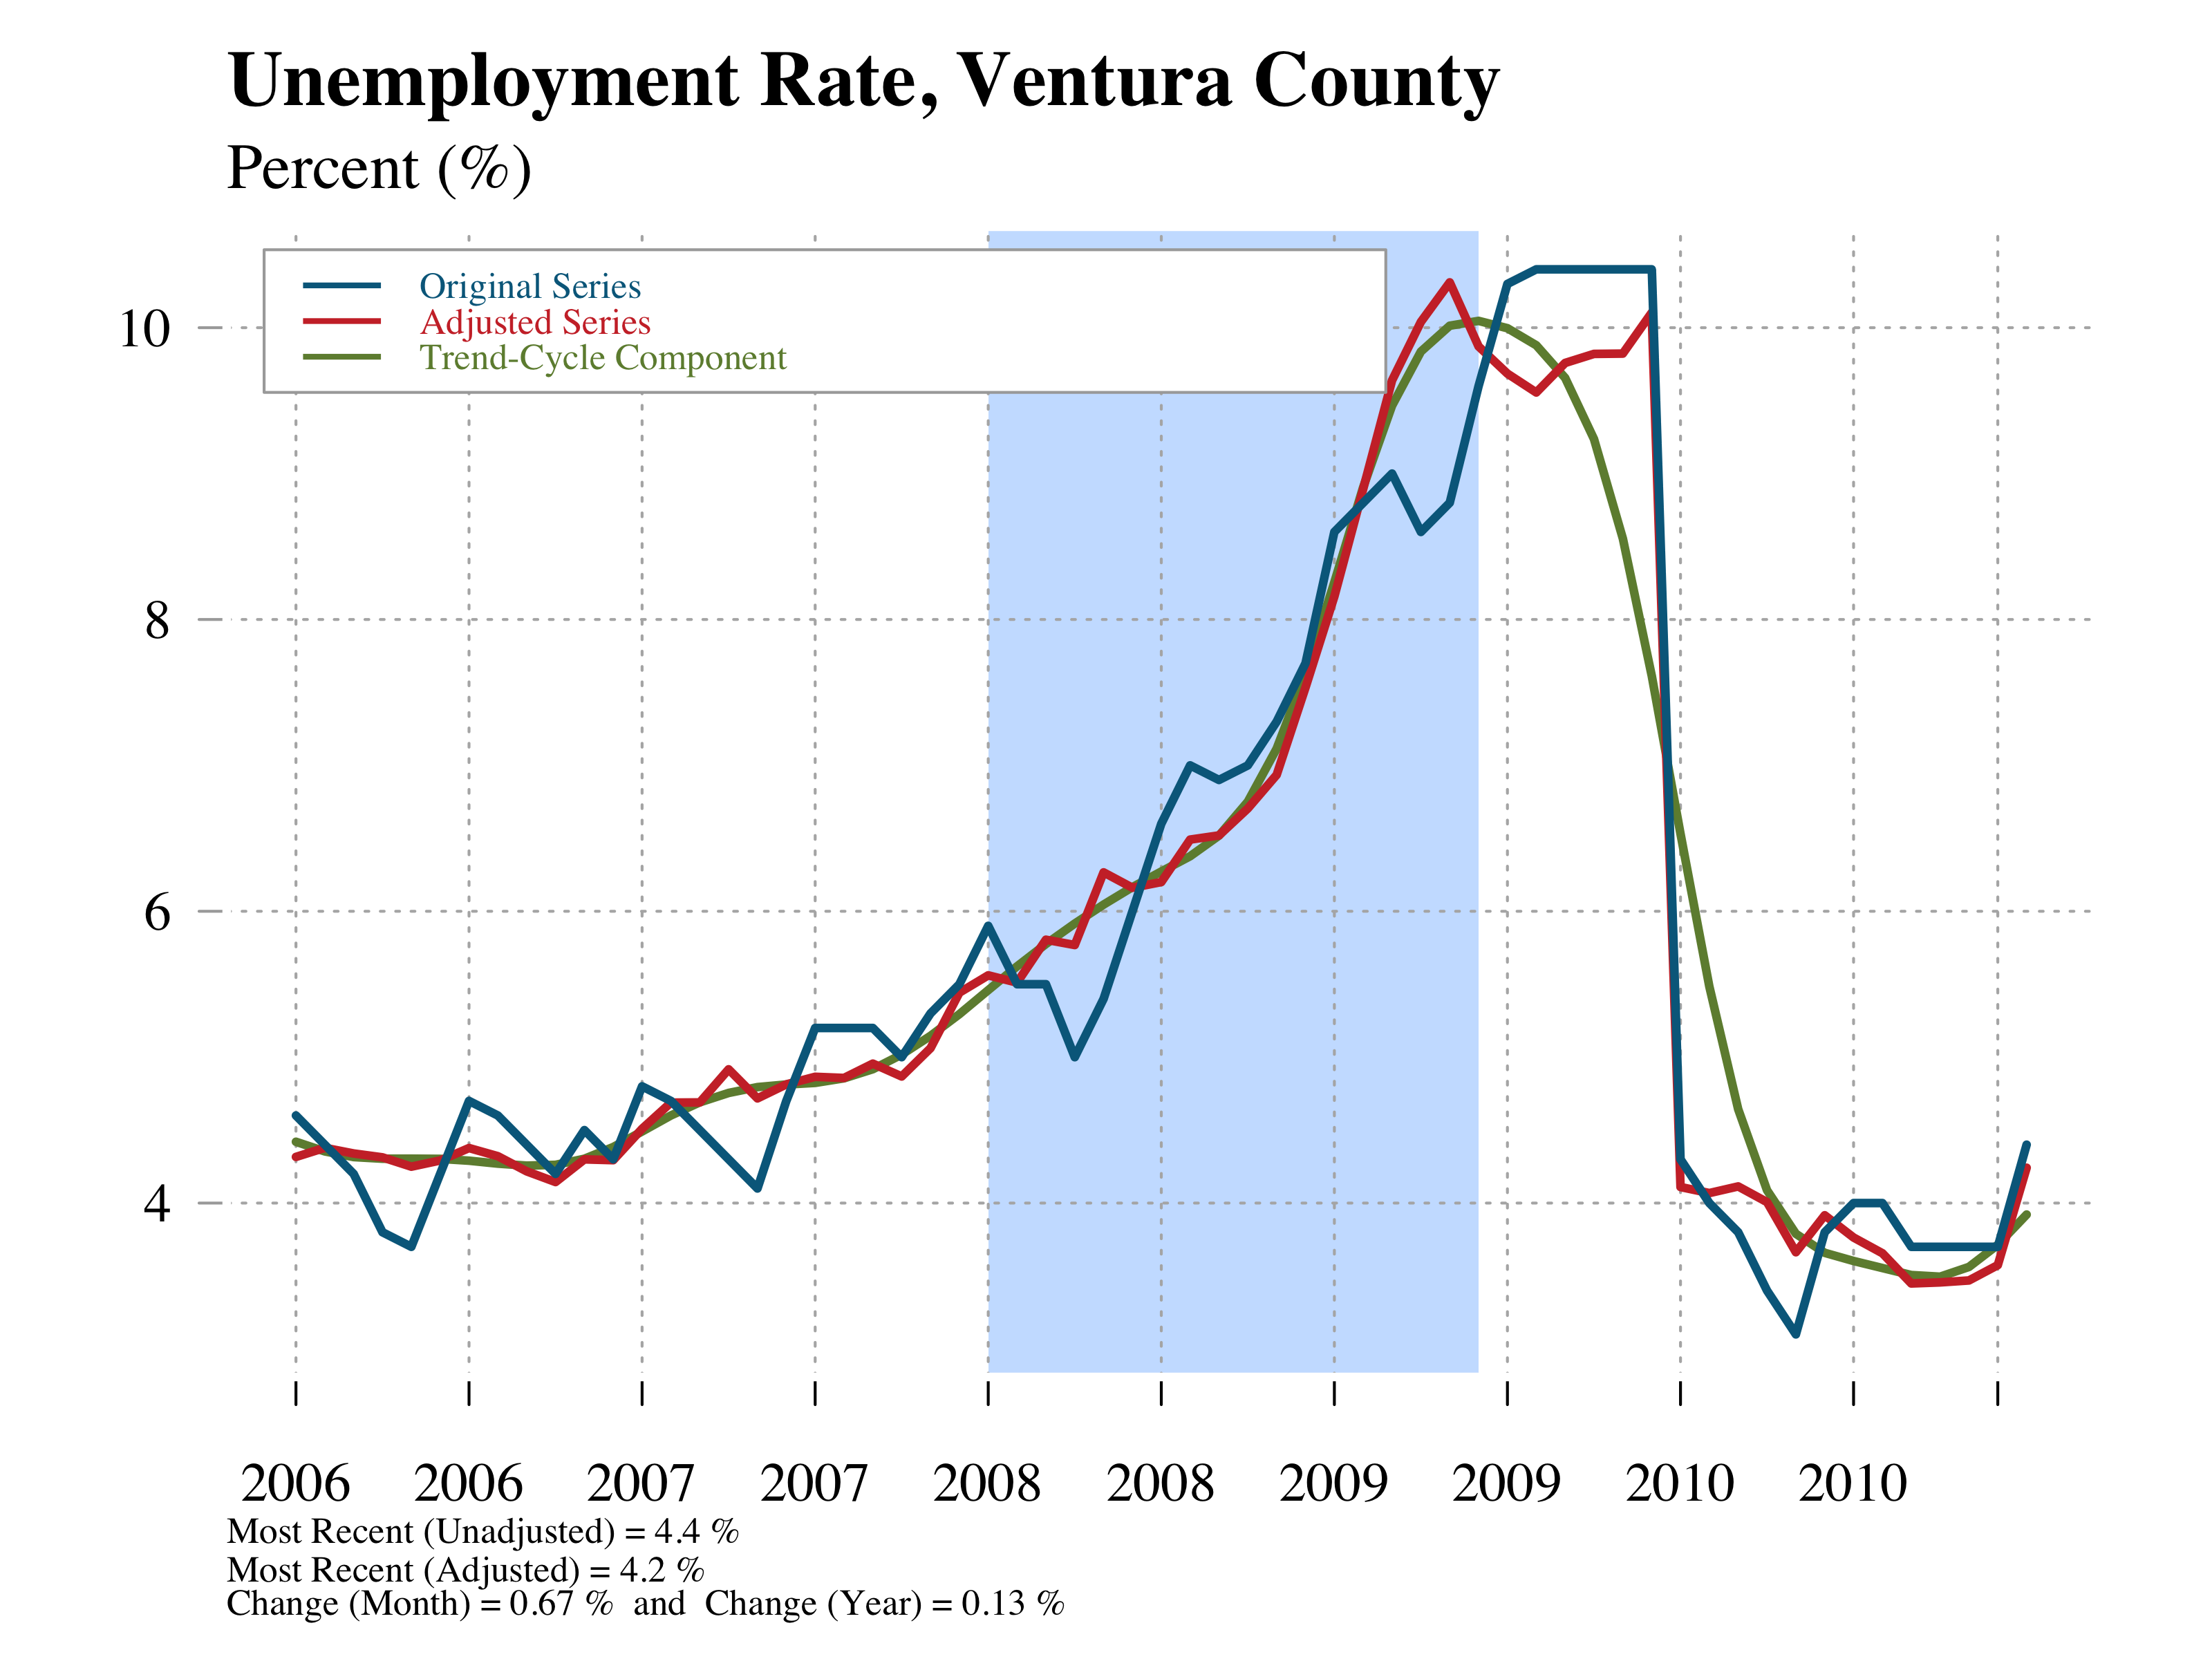 Unemployment Rate, Ventura County
Percent (%)
Original Series
Adjusted Series
Trend-Cycle Component
10
8
6
4
2006 2006 2007 2007 2008 2008 2009 2009 2010 2010
Most Recent (Unadjusted) = 4.4 %
Most Recent (Adjusted) = 4.2 %
Change (Month) = 0.67 % and Change (Year) = 0.13 %